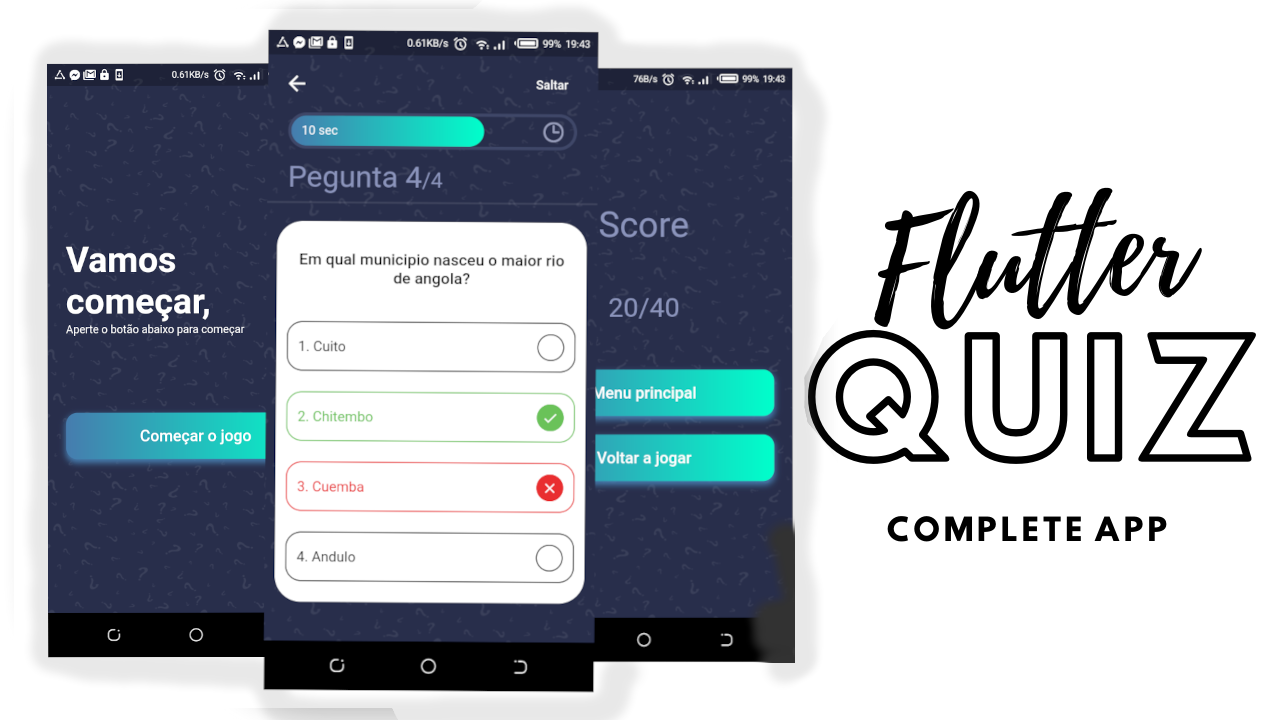 0.61KB/s
Vamos
começar,
Aperte o botão abaixo para começar
Começar o jogo
0.61KB/s 99% 19:43
Saltar
10 sec
Pegunta 4/4
Em qual municipio nasceu o maior rio
de angola?
1. Cuito
2. Chitembo
3. Cuemba
4. Andulo
76B/s 99% 19:43
Score
20/40
Menu principal
Voltar a jogar
Flutter
QUIZ
COMPLETE APP